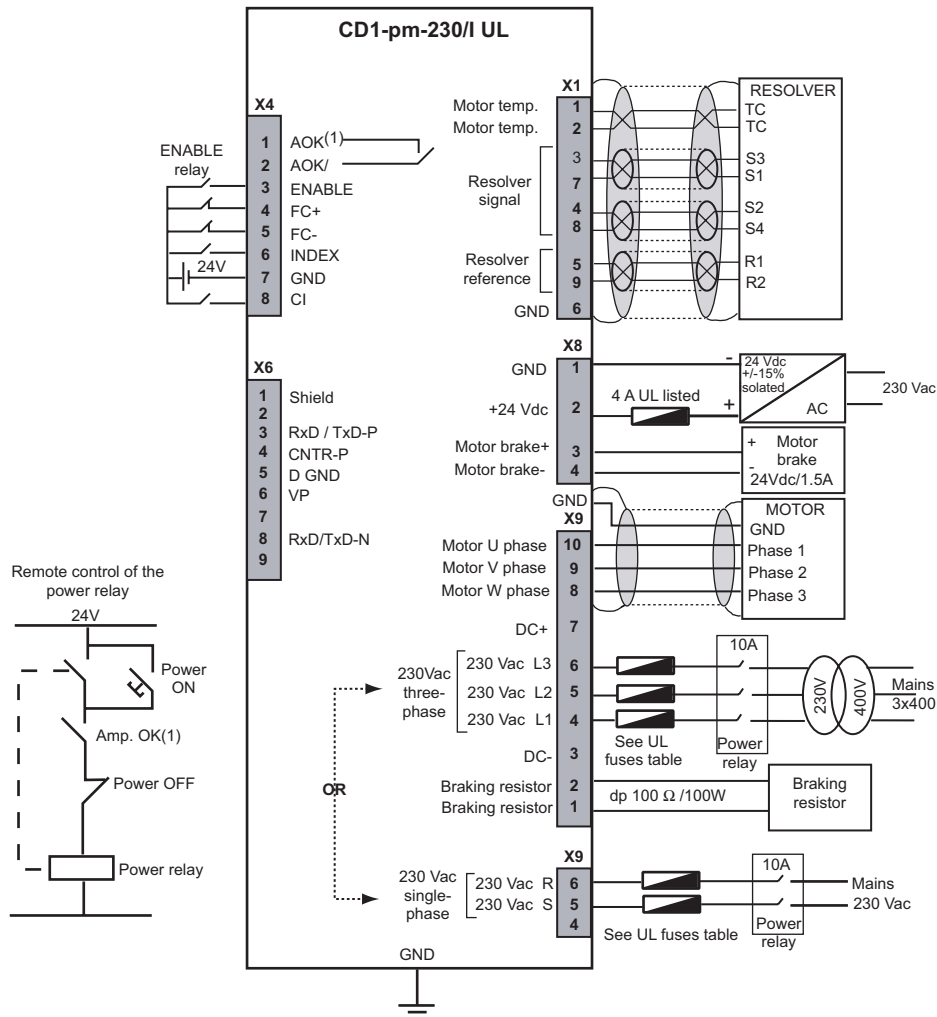 CD1-pm-230/I UL
X4
1 AOK(1)
2 AOK/
3 ENABLE
4 FC+
5 FC-
6 INDEX
7 GND
8 CI
ENABLE
relay
24V
X6
1 Shield
2
3 RxD / TxD-P
4 CNTR-P
5 D GND
6 VP
7
8 RxD/TxD-N
9
Remote control of the
power relay
24V
Power
ON
Amp. OK(1)
Power OFF
Power relay
X1
Motor temp. 1
Motor temp. 2
Resolver
signal
3
7
4
8
Resolver
reference
5
9
GND 6
RESOLVER
TC
TC
S3
S1
S2
S4
R1
R2
X8
GND 1
+24 Vdc 2
Motor brake+ 3
Motor brake- 4
4 A UL listed
-
+
24 Vdc
+/-15%
solated
AC
230 Vac
+ Motor
brake
-
24Vdc/1.5A
GND
X9
Motor U phase 10
Motor V phase 9
Motor W phase 8
MOTOR
GND
Phase 1
Phase 2
Phase 3
DC+ 7
230Vac
three-
phase
230 Vac L3 6
230 Vac L2 5
230 Vac L1 4
See UL
fuses table
10A
Power
relay
230V
400V
Mains
3x400
DC- 3
Braking resistor 2
Braking resistor 1
dp 100 Ω /100W
Braking
resistor
OR
X9
230 Vac
single-
phase
230 Vac R 6
230 Vac S 5
4
See UL fuses table
10A
Power
relay
Mains
230 Vac
GND